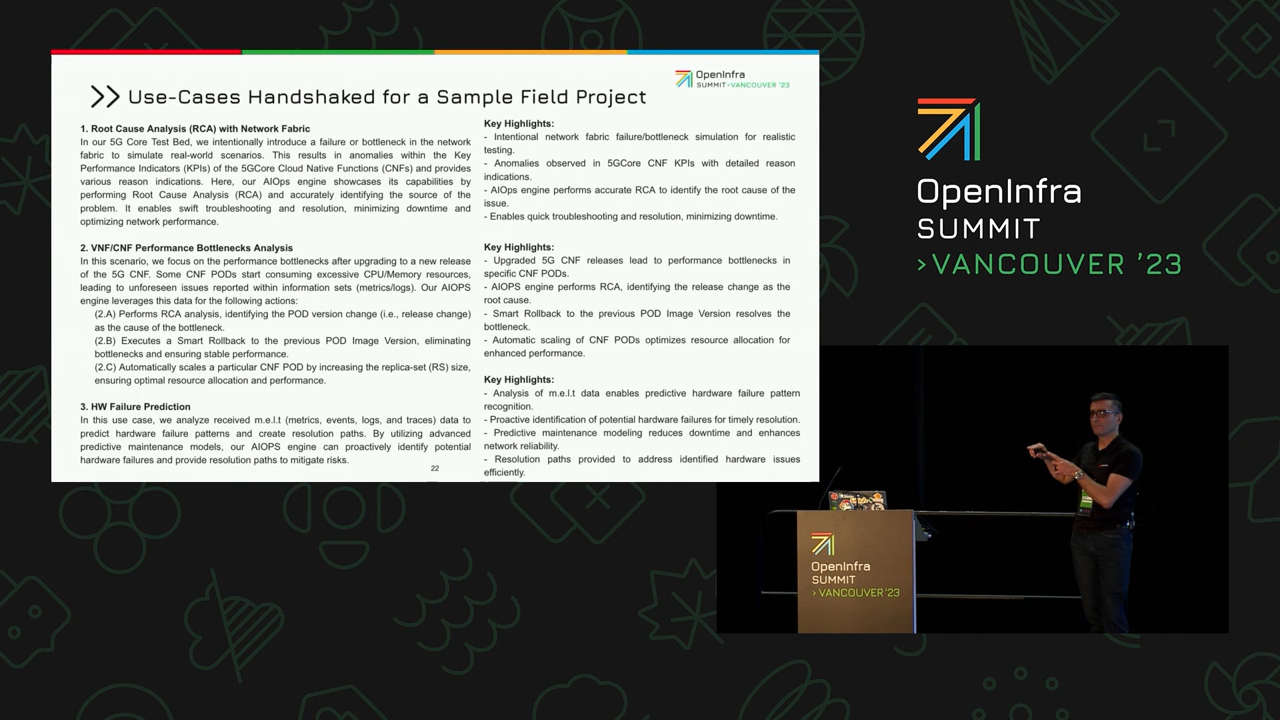 OpenInfra
SUMMIT >VANCOUVER '23
Use-Cases Handshaked for a Sample Field Project
1. Root Cause Analysis (RCA) with Network Fabric
In our 5G Core Test Bed, we intentionally introduce a failure or bottleneck in the network
fabric to simulate real-world scenarios. This results in anomalies within the Key
Performance Indicators (KPIs) of the 5GCore Cloud Native Functions (CNFs) and provides
various reason indications. Here, our AIOps engine showcases its capabilities by
performing Root Cause Analysis (RCA) and accurately identifying the source of the
problem. It enables swift troubleshooting and resolution, minimizing downtime and
optimizing network performance.
2. VNF/CNF Performance Bottlenecks Analysis
In this scenario, we focus on the performance bottlenecks after upgrading to a new release
of the 5G CNF. Some CNF PODs start consuming excessive CPU/Memory resources,
leading to unforeseen issues reported within information sets (metrics/logs). Our AIOPS
engine leverages this data for the following actions:
(2.A) Performs RCA analysis, identifying the POD version change (i.e., release change)
as the cause of the bottleneck.
(2.B) Executes a Smart Rollback to the previous POD Image Version, eliminating
bottlenecks and ensuring stable performance.
(2.C) Automatically scales a particular CNF POD by increasing the replica-set (RS) size,
ensuring optimal resource allocation and performance.
3. HW Failure Prediction
In this use case, we analyze received m.e.l.t (metrics, events, logs, and traces) data to
predict hardware failure patterns and create resolution paths. By utilizing advanced
predictive maintenance models, our AIOPS engine can proactively identify potential
hardware failures and provide resolution paths to mitigate risks.
Key Highlights:
- Intentional network fabric failure/bottleneck simulation for realistic
testing.
- Anomalies observed in 5GCore CNF KPIs with detailed reason
indications.
- AIOps engine performs accurate RCA to identify the root cause of the
issue.
- Enables quick troubleshooting and resolution, minimizing downtime.
Key Highlights:
- Upgraded 5G CNF releases lead to performance bottlenecks in
specific CNF PODs.
- AIOPS engine performs RCA, identifying the release change as the
root cause.
- Smart Rollback to the previous POD Image Version resolves the
bottleneck.
- Automatic scaling of CNF PODs optimizes resource allocation for
enhanced performance.
Key Highlights:
- Analysis of m.e.l.t data enables predictive hardware failure pattern
recognition.
- Proactive identification of potential hardware failures for timely resolution.
- Predictive maintenance modeling reduces downtime and enhances
network reliability.
- Resolution paths provided to address identified hardware issues
efficiently.
22
OpenInfra
SUMMIT
>VANCOUVER '23
OpenInfra
SUMMIT
>VANCOUVER '23